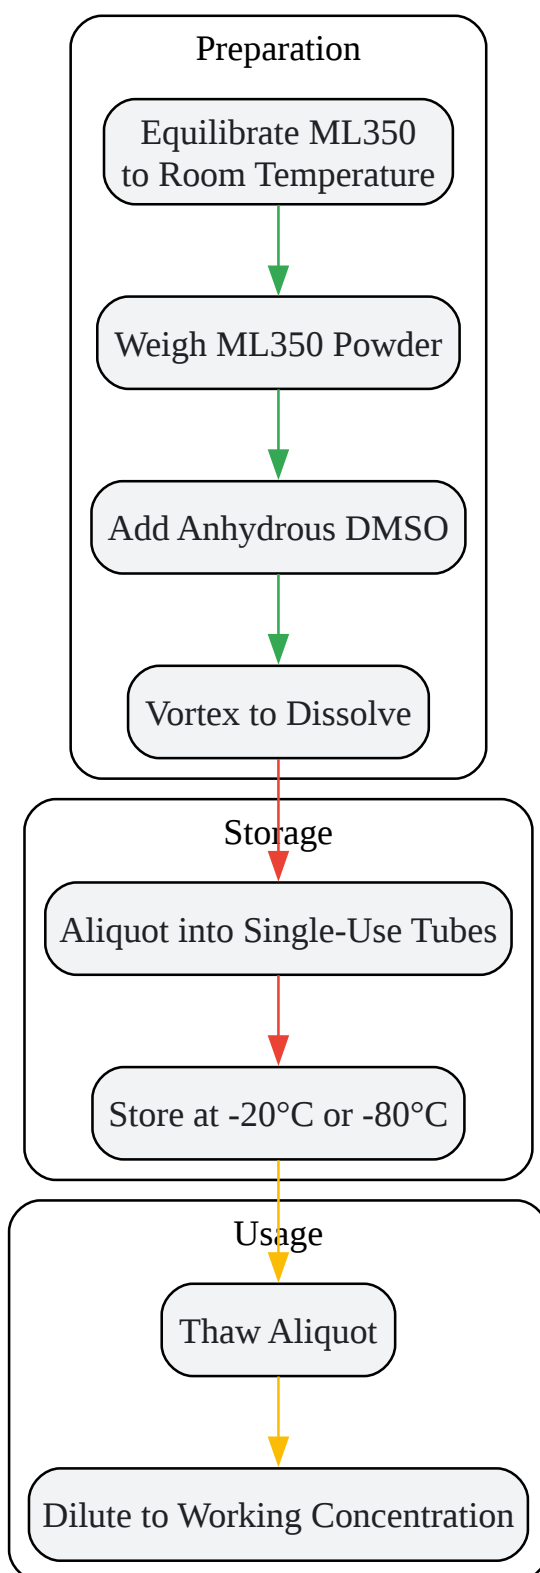 Preparation
Equilibrate ML350
to Room Temperature
Weigh ML350 Powder
Add Anhydrous DMSO
Vortex to Dissolve
Storage
Aliquot into Single-Use Tubes
Store at -20°C or -80°C
Usage
Thaw Aliquot
Dilute to Working Concentration